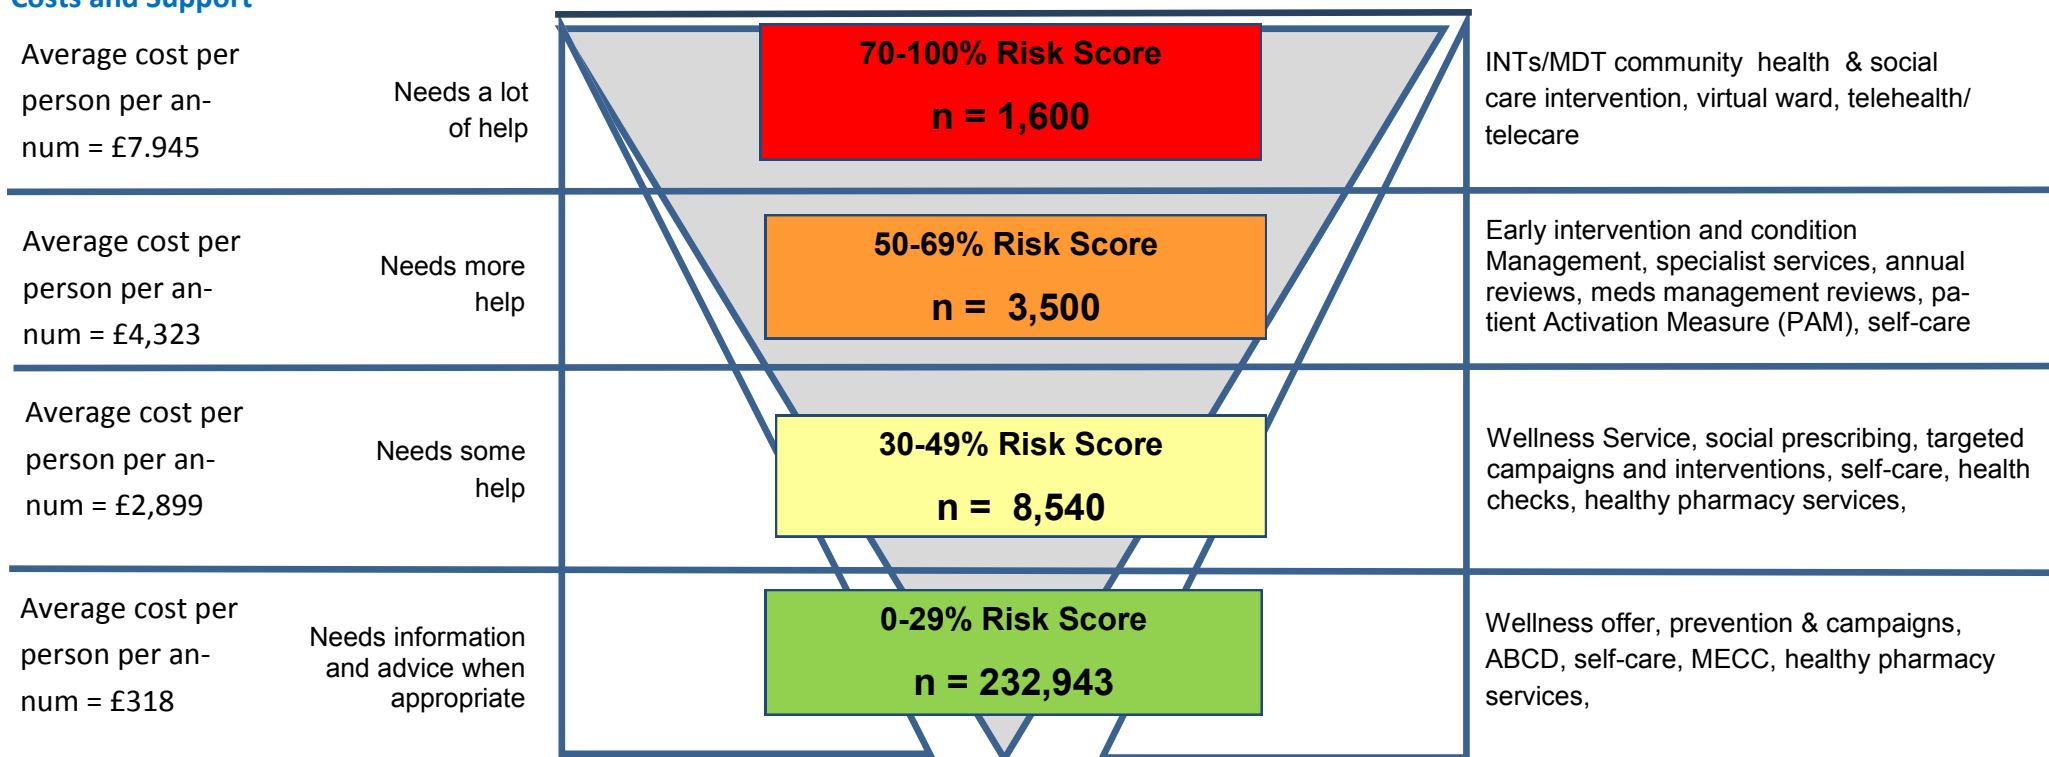 Costs and Support
Average cost per
person per an-
num = £7.945
Needs a lot
of help
70-100% Risk Score
n = 1,600
INTs/MDT community health & social
care intervention, virtual ward, telehealth/
telecare
Average cost per
person per an-
num = £4,323
Needs more
help
50-69% Risk Score
n = 3,500
Early intervention and condition
Management, specialist services, annual
reviews, meds management reviews, pa-
tient Activation Measure (PAM), self-care
Average cost per
person per an-
num = £2,899
Needs some
help
30-49% Risk Score
n = 8,540
Wellness Service, social prescribing, targeted
campaigns and interventions, self-care, health
checks, healthy pharmacy services,
Average cost per
person per an-
num = £318
Needs information
and advice when
appropriate
0-29% Risk Score
n = 232,943
Wellness offer, prevention & campaigns,
ABCD, self-care, MECC, healthy pharmacy
services,